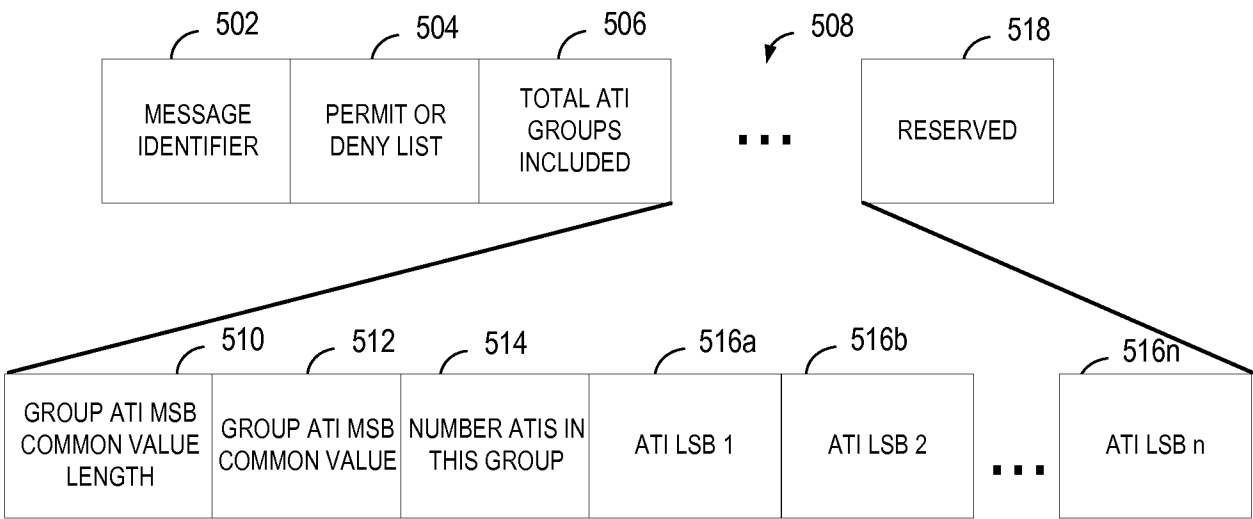 502 504 506 508 518
MESSAGE
IDENTIFIER
PERMIT OR
DENY LIST
TOTAL ATI
GROUPS
INCLUDED
...
RESERVED
510 512 514 516a 516b 516n
GROUP ATI MSB
COMMON VALUE
LENGTH
GROUP ATI MSB
COMMON VALUE
NUMBER ATIS IN
THIS GROUP
ATI LSB 1
ATI LSB 2
...
ATI LSB n